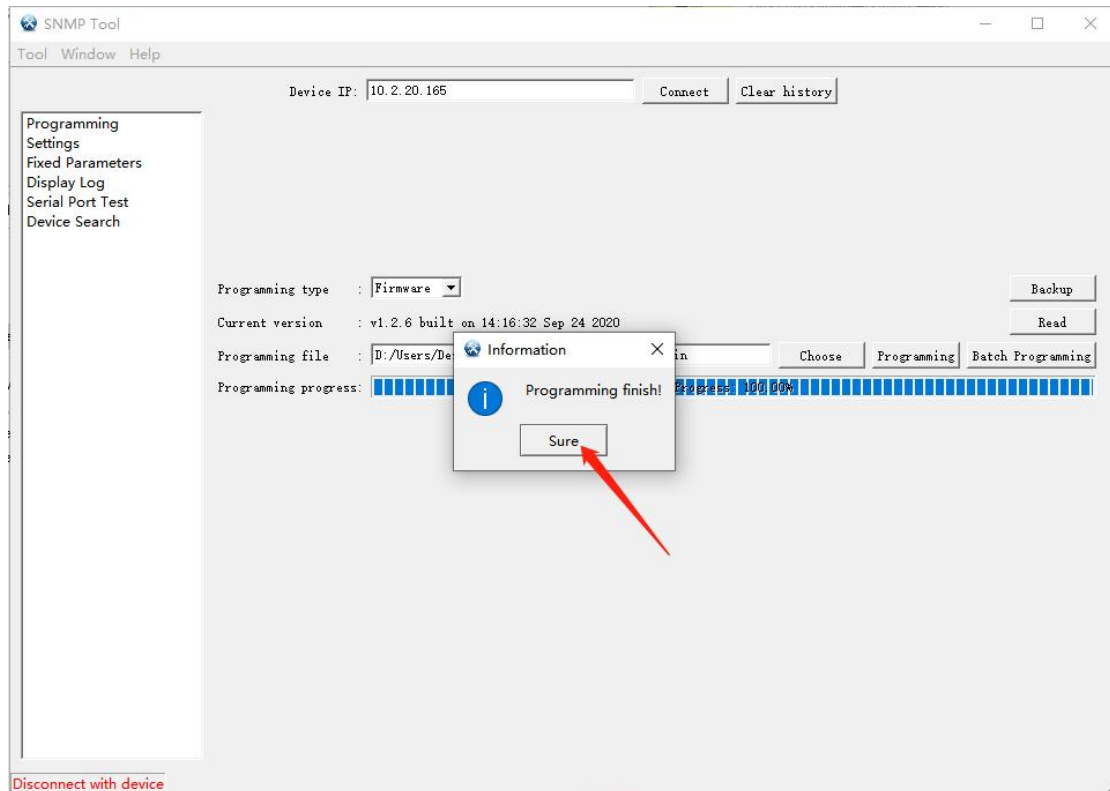 SNMP Tool
Tool Window Help
Device IP: 10.2.20.165 Connect Clear history
Programming
Settings
Fixed Parameters
Display Log
Serial Port Test
Device Search
Programming type : Firmware Backup
Current version : v1.2.6 built on 14:16:32 Sep 24 2020 Read
Programming file : D:/Users/De in Choose Programming Batch Programming
Programming progress: Progress: 100.00%
Information
Programming finish!
Sure
Disconnect with device